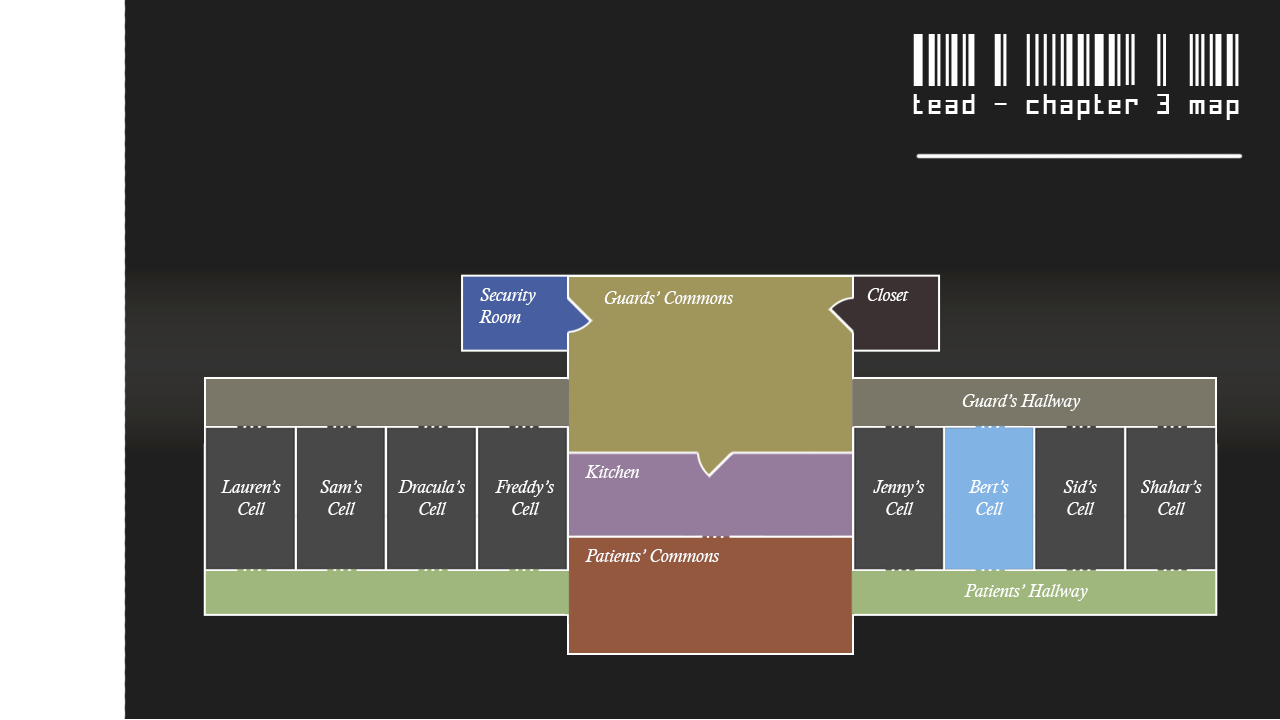 tead - chapter 3 map
Security
Room
Guards' Commons
Closet
Guard's Hallway
Lauren's
Cell
Sam's
Cell
Dracula's
Cell
Freddy's
Cell
Kitchen
Jenny's
Cell
Bert's
Cell
Sid's
Cell
Shahar's
Cell
Patients' Commons
Patients' Hallway